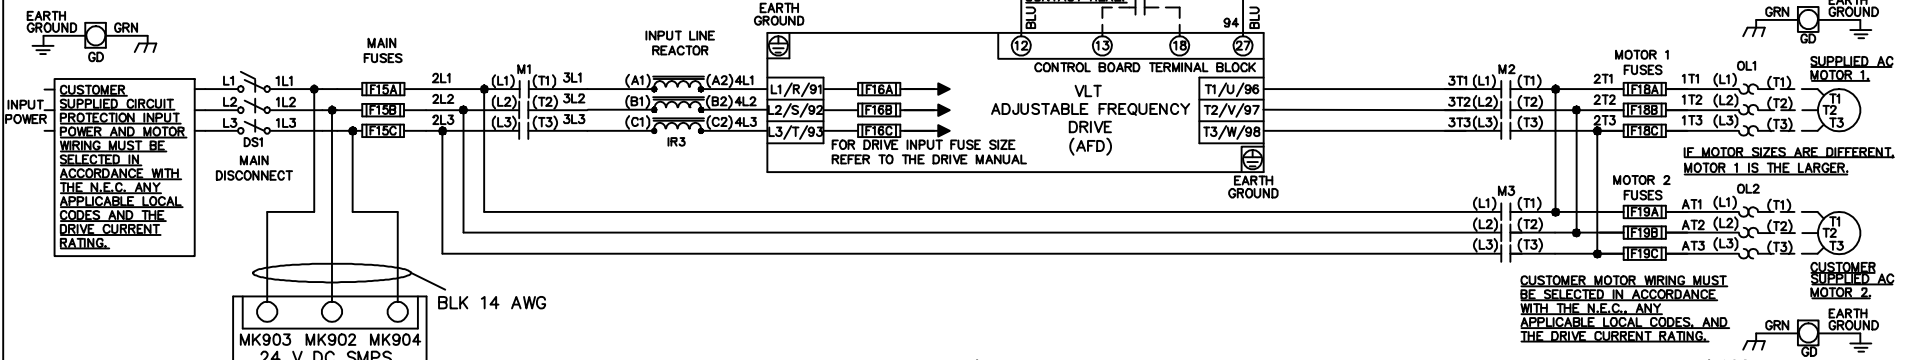 EARTH
GROUND
GRN
GD
INPUT
POWER
CUSTOMER
SUPPLIED CIRCUIT
PROTECTION INPUT
POWER AND MOTOR
WIRING MUST BE
SELECTED IN
ACCORDANCE WITH
THE N.E.C. ANY
APPLICABLE LOCAL
CODES AND THE
DRIVE CURRENT
RATING.
L1 1L1
L2 1L2
L3 1L3
DS1
MAIN
DISCONNECT
MAIN
FUSES
F15A
F15B
F15C
2L1
2L2
2L3
M1
(L1) (T1) 3L1
(L2) (T2) 3L2
(L3) (T3) 3L3
INPUT LINE
REACTOR
(A1) (A2) 4L1
(B1) (B2) 4L2
(C1) (C2) 4L3
IR3
BLK 14 AWG
MK903 MK902 MK904
24 V DC SMPS
EARTH
GROUND
L1/R/91
L2/S/92
L3/T/93
F16A
F16B
F16C
FOR DRIVE INPUT FUSE SIZE
REFER TO THE DRIVE MANUAL
BLU
94
BLU
12 13 18 27
CONTROL BOARD TERMINAL BLOCK
VLT
ADJUSTABLE FREQUENCY
DRIVE
(AFD)
T1/U/96
T2/V/97
T3/W/98
EARTH
GROUND
M2
3T1 (L1) (T1)
3T2 (L2) (T2)
3T3 (L3) (T3)
M3
(L1) (T1)
(L2) (T2)
(L3) (T3)
MOTOR 1
FUSES
2T1 F18A 1T1 (L1)
2T2 F18B 1T2 (L2)
2T3 F18C 1T3 (L3)
OL1
(T1)
(T2)
(T3)
GRN
GD
EARTH
GROUND
SUPPLIED AC
MOTOR 1.
T1
T2
T3
IF MOTOR SIZES ARE DIFFERENT,
MOTOR 1 IS THE LARGER.
MOTOR 2
FUSES
F19A AT1 (L1)
F19B AT2 (L2)
F19C AT3 (L3)
OL2
(T1)
(T2)
(T3)
T1
T2
T3
CUSTOMER
SUPPLIED AC
MOTOR 2.
CUSTOMER MOTOR WIRING MUST
BE SELECTED IN ACCORDANCE
WITH THE N.E.C., ANY
APPLICABLE LOCAL CODES, AND
THE DRIVE CURRENT RATING.
GRN
GD
EARTH
GROUND